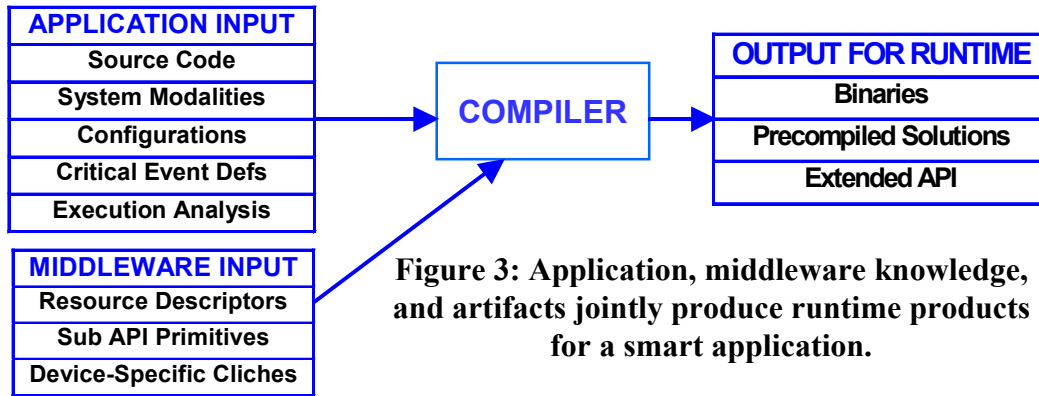 APPLICATION INPUT
Source Code
System Modalities
Configurations
Critical Event Defs
Execution Analysis
MIDDLEWARE INPUT
Resource Descriptors
Sub API Primitives
Device-Specific Cliches
COMPILER
OUTPUT FOR RUNTIME
Binaries
Precompiled Solutions
Extended API
Figure 3: Application, middleware knowledge,
and artifacts jointly produce runtime products
for a smart application.